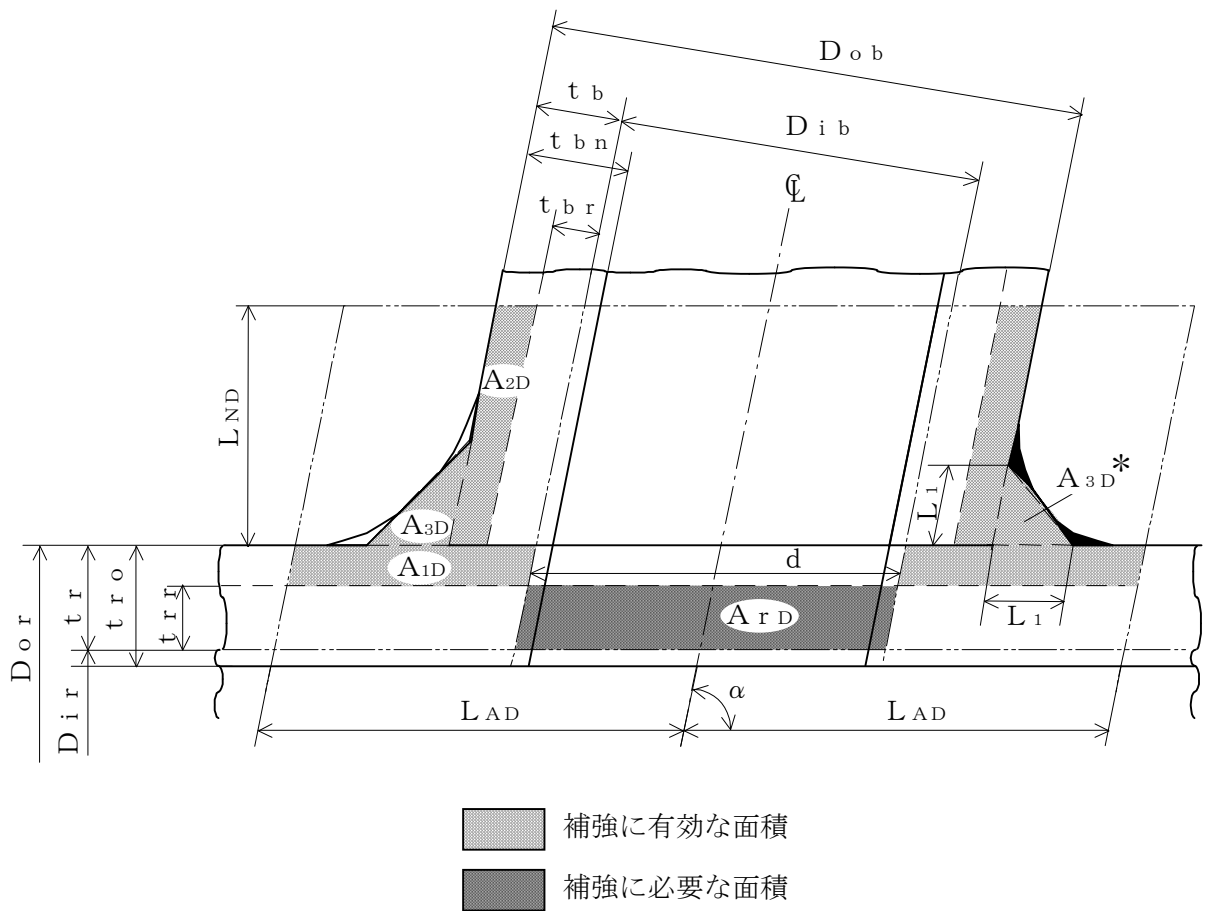 Dob
tb
Dib
tbn
℄
tbr
A2D
LND
L1
A3D*
A3D
A1D
d
tr
tro
trr
ArD
L1
Dor
Dir
α
LAD
LAD
補強に有効な面積
補強に必要な面積